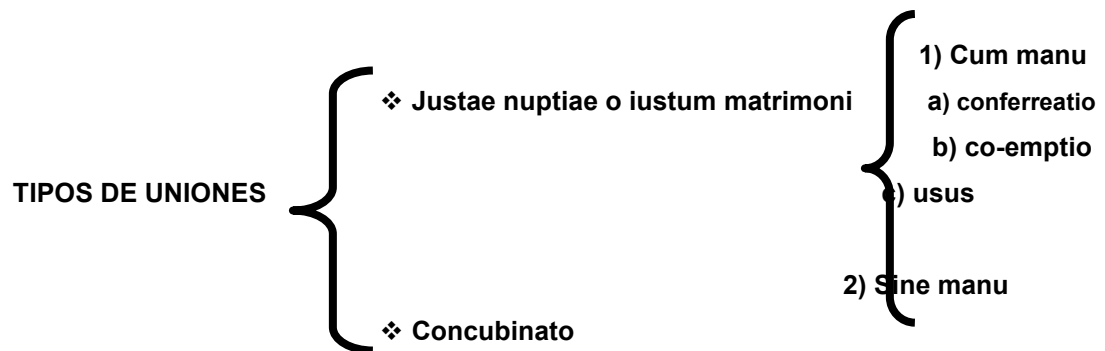 TIPOS DE UNIONES
❖ Justae nuptiae o iustum matrimoni
1) Cum manu
a) conferreatio
b) co-emptio
c) usus
2) Sine manu
❖ Concubinato